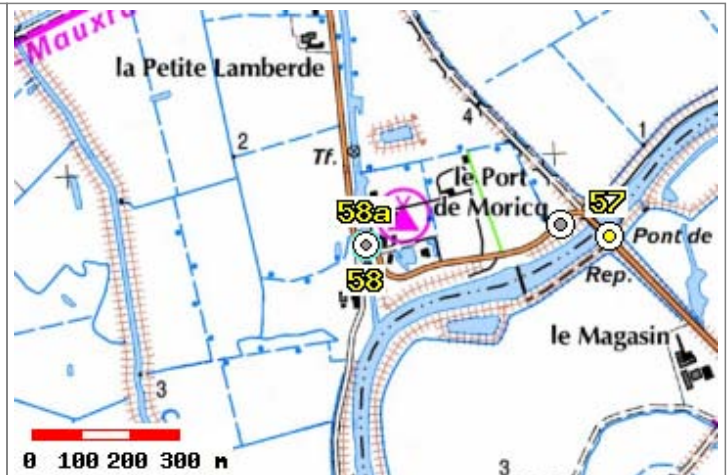 Mauxra
la Petite Lamberde
4
1
2
Tf.
le Port
de Moricq
58a
57
58
Pont de
Rep.
le Magasin
3
3
0 100 200 300 m